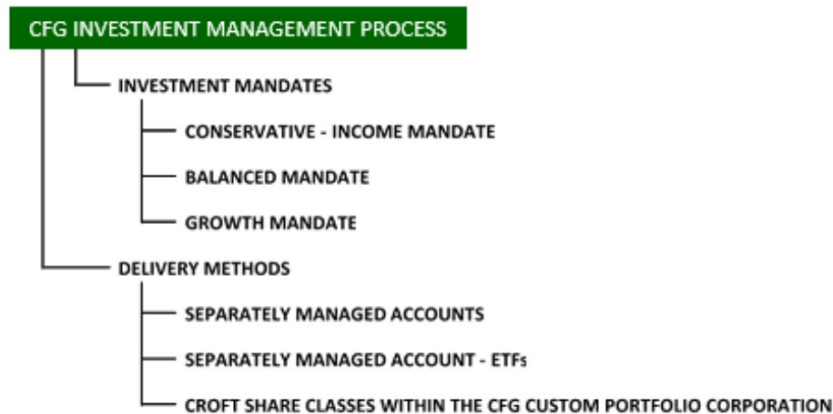 CFG INVESTMENT MANAGEMENT PROCESS
INVESTMENT MANDATES
CONSERVATIVE - INCOME MANDATE
BALANCED MANDATE
GROWTH MANDATE
DELIVERY METHODS
SEPARATELY MANAGED ACCOUNTS
SEPARATELY MANAGED ACCOUNT - ETFs
CROFT SHARE CLASSES WITHIN THE CFG CUSTOM PORTFOLIO CORPORATION